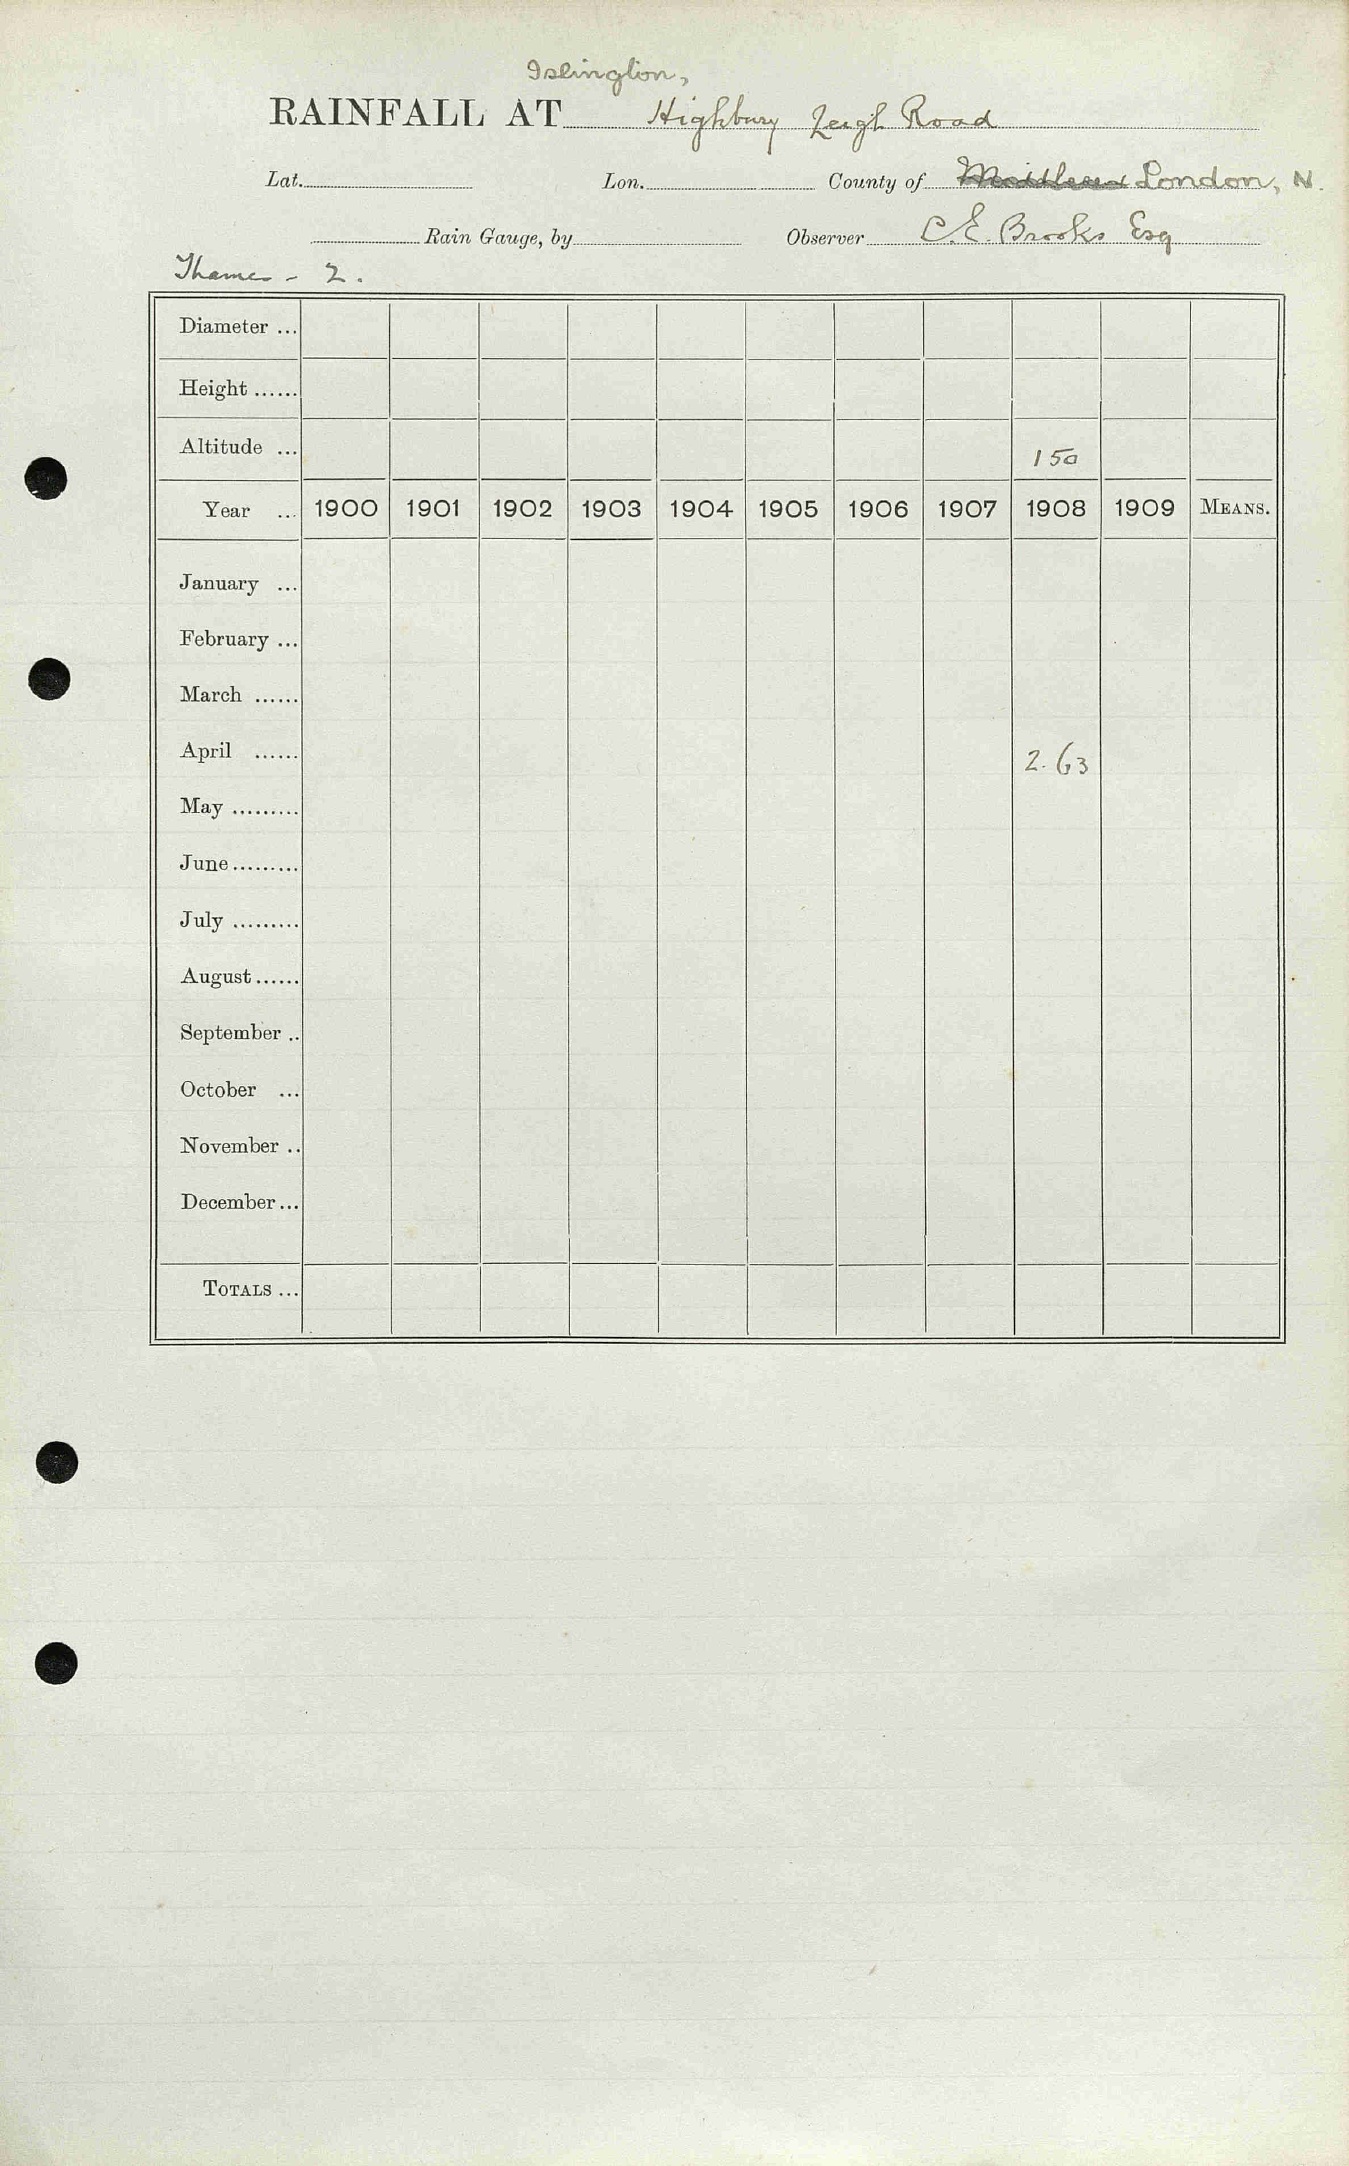 Islington,
RAINFALL AT Highbury Leigh Road
Lat. Lon. County of Middlesex London, N.
Rain Gauge, by Observer C. E. Brooks Esq
Thames - 2.
Diameter ...
Height ......
Altitude ... 150
Year ... 1900 1901 1902 1903 1904 1905 1906 1907 1908 1909 MEANS.
January ...
February ...
March ......
April ...... 2.63
May .........
June .........
July .........
August ......
September ..
October ...
November ..
December ...
TOTALS ...